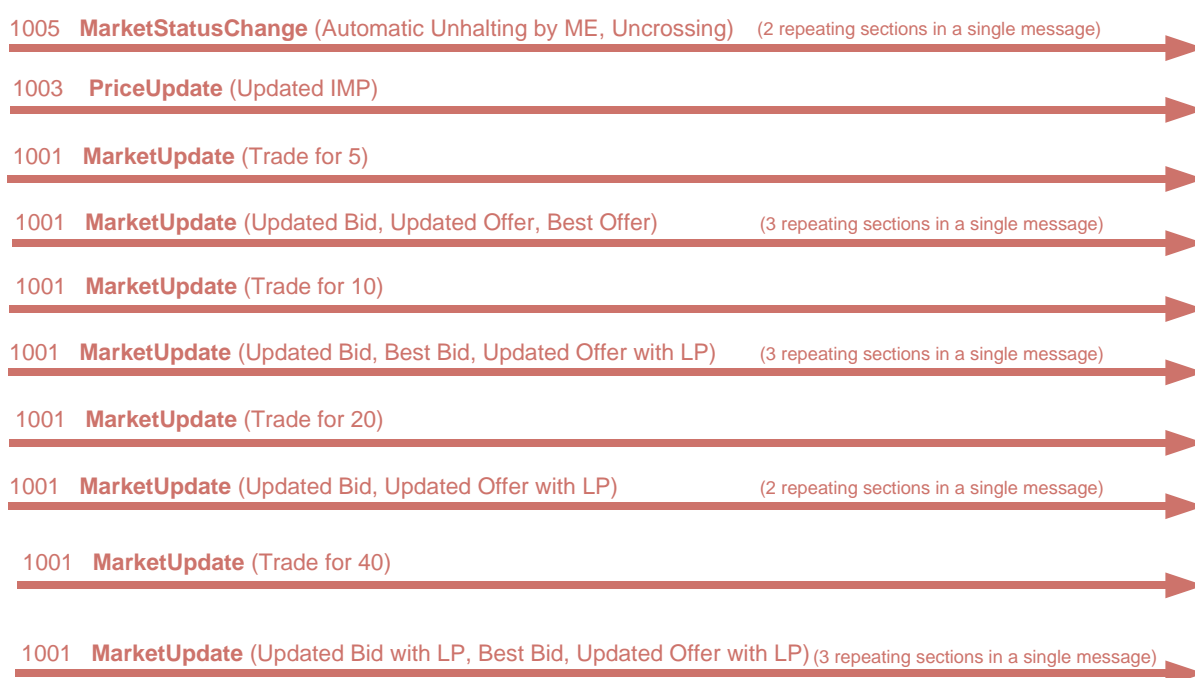 1005 MarketStatusChange (Automatic Unhalting by ME, Uncrossing) (2 repeating sections in a single message)
1003 PriceUpdate (Updated IMP)
1001 MarketUpdate (Trade for 5)
1001 MarketUpdate (Updated Bid, Updated Offer, Best Offer) (3 repeating sections in a single message)
1001 MarketUpdate (Trade for 10)
1001 MarketUpdate (Updated Bid, Best Bid, Updated Offer with LP) (3 repeating sections in a single message)
1001 MarketUpdate (Trade for 20)
1001 MarketUpdate (Updated Bid, Updated Offer with LP) (2 repeating sections in a single message)
1001 MarketUpdate (Trade for 40)
1001 MarketUpdate (Updated Bid with LP, Best Bid, Updated Offer with LP) (3 repeating sections in a single message)